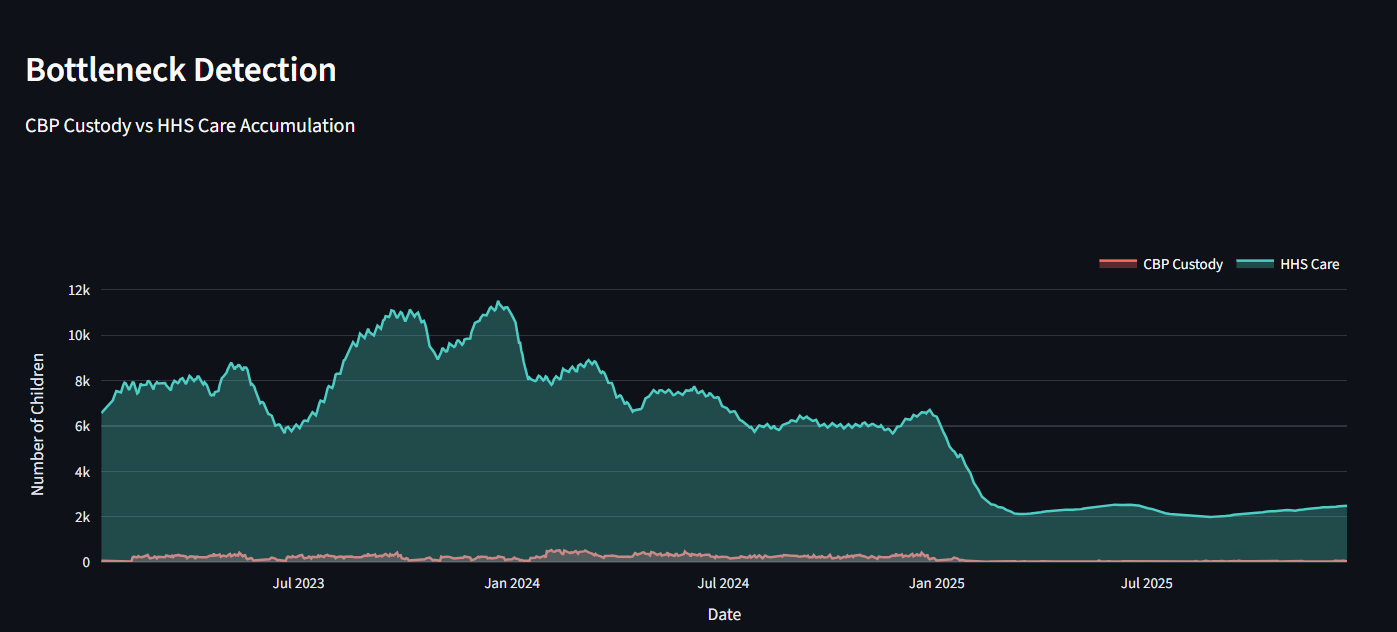 Bottleneck Detection
CBP Custody vs HHS Care Accumulation
CBP Custody
HHS Care
12k
10k
8k
6k
4k
2k
0
Number of Children
Jul 2023
Jan 2024
Jul 2024
Jan 2025
Jul 2025
Date